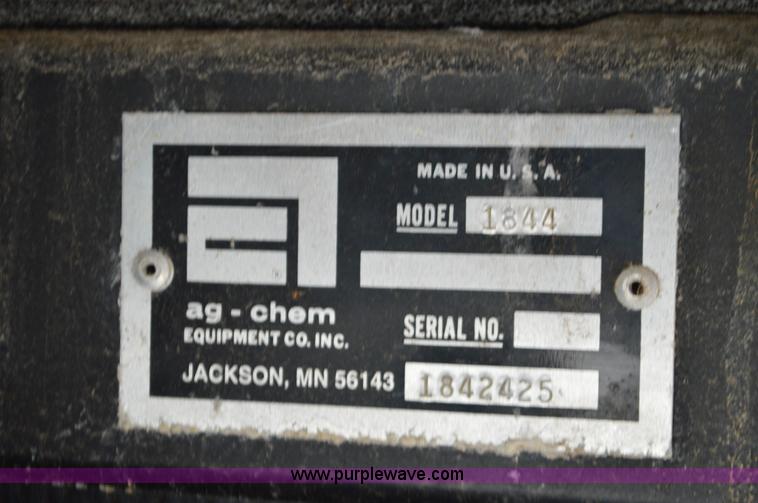 MADE IN U.S.A.
MODEL 1844
ag-chem
EQUIPMENT CO. INC.
SERIAL NO.
JACKSON, MN 56143 1842425
www.purplewave.com